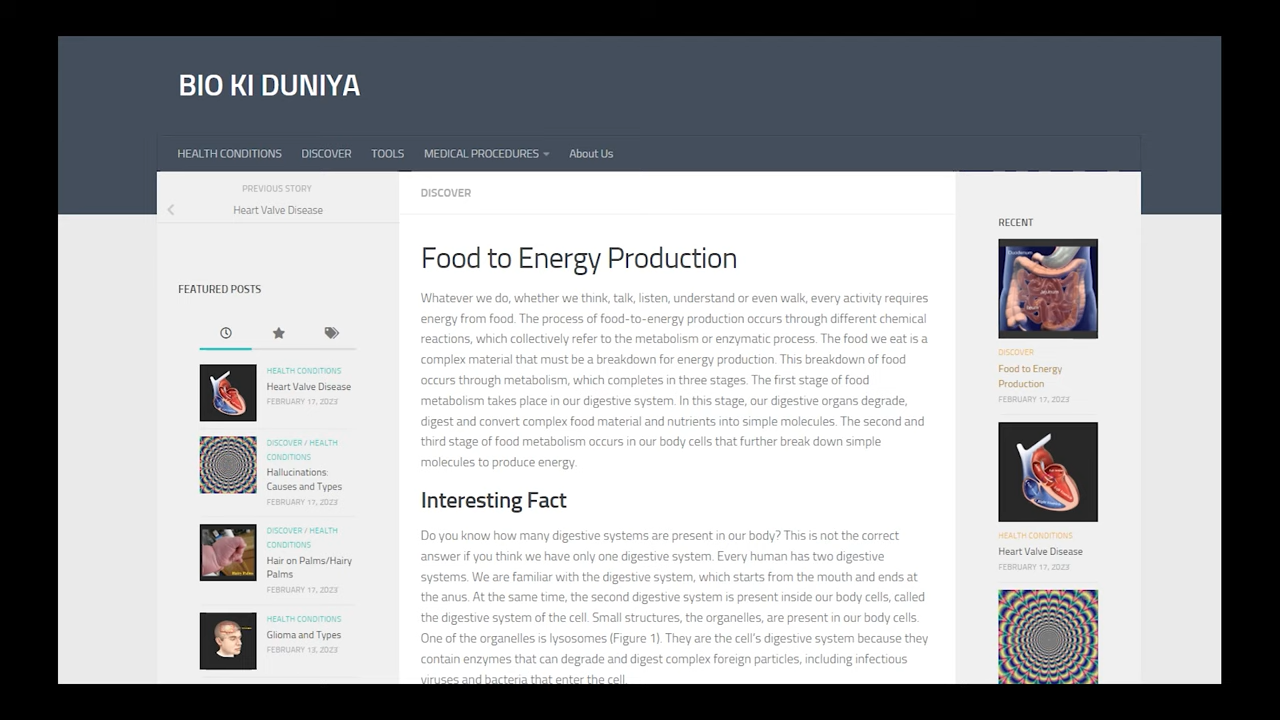 BIO KI DUNIYA
HEALTH CONDITIONS DISCOVER TOOLS MEDICAL PROCEDURES About Us
PREVIOUS STORY
Heart Valve Disease
FEATURED POSTS
HEALTH CONDITIONS
Heart Valve Disease
FEBRUARY 17, 2023
DISCOVER / HEALTH
CONDITIONS
Hallucinations:
Causes and Types
FEBRUARY 17, 2023
DISCOVER / HEALTH
CONDITIONS
Hair on Palms/Hairy
Palms
FEBRUARY 17, 2023
HEALTH CONDITIONS
Glioma and Types
FEBRUARY 13, 2023
DISCOVER
Food to Energy Production
Whatever we do, whether we think, talk, listen, understand or even walk, every activity requires
energy from food. The process of food-to-energy production occurs through different chemical
reactions, which collectively refer to the metabolism or enzymatic process. The food we eat is a
complex material that must be a breakdown for energy production. This breakdown of food
occurs through metabolism, which completes in three stages. The first stage of food
metabolism takes place in our digestive system. In this stage, our digestive organs degrade,
digest and convert complex food material and nutrients into simple molecules. The second and
third stage of food metabolism occurs in our body cells that further break down simple
molecules to produce energy.
Interesting Fact
Do you know how many digestive systems are present in our body? This is not the correct
answer if you think we have only one digestive system. Every human has two digestive
systems. We are familiar with the digestive system, which starts from the mouth and ends at
the anus. At the same time, the second digestive system is present inside our body cells, called
the digestive system of the cell. Small structures, the organelles, are present in our body cells.
One of the organelles is lysosomes (Figure 1). They are the cell's digestive system because they
contain enzymes that can degrade and digest complex foreign particles, including infectious
viruses and bacteria that enter the cell.
RECENT
DISCOVER
Food to Energy
Production
FEBRUARY 17, 2023
HEALTH CONDITIONS
Heart Valve Disease
FEBRUARY 17, 2023